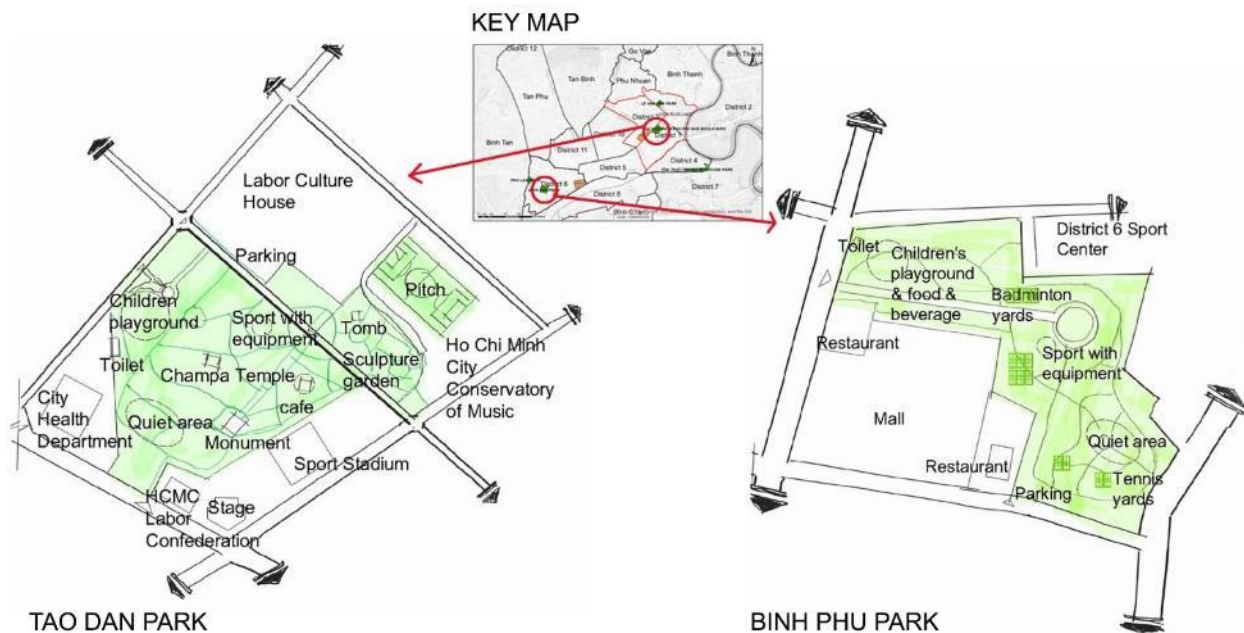 KEY MAP
District 12
Go Vap
Binh Thanh
Tan Binh
Phu Nhuan
Binh Thanh
Tan Phu
District 2
Binh Tan
District 11
District 5
District 4
District 6
District 8
District 7
Labor Culture
House
Parking
Pitch
Children
playground
Sport with
equipment
Tomb
Toilet
Champa Temple
Sculpture
garden
Ho Chi Minh
City
Conservatory
of Music
cafe
City
Health
Department
Quiet area
Monument
Sport Stadium
HCMC
Labor
Confederation
Stage
TAO DAN PARK
District 6 Sport
Center
Toilet
Children's
playground
& food &
beverage
Badminton
yards
Restaurant
Sport with
equipment
Mall
Quiet area
Restaurant
Parking
Tennis
yards
BINH PHU PARK